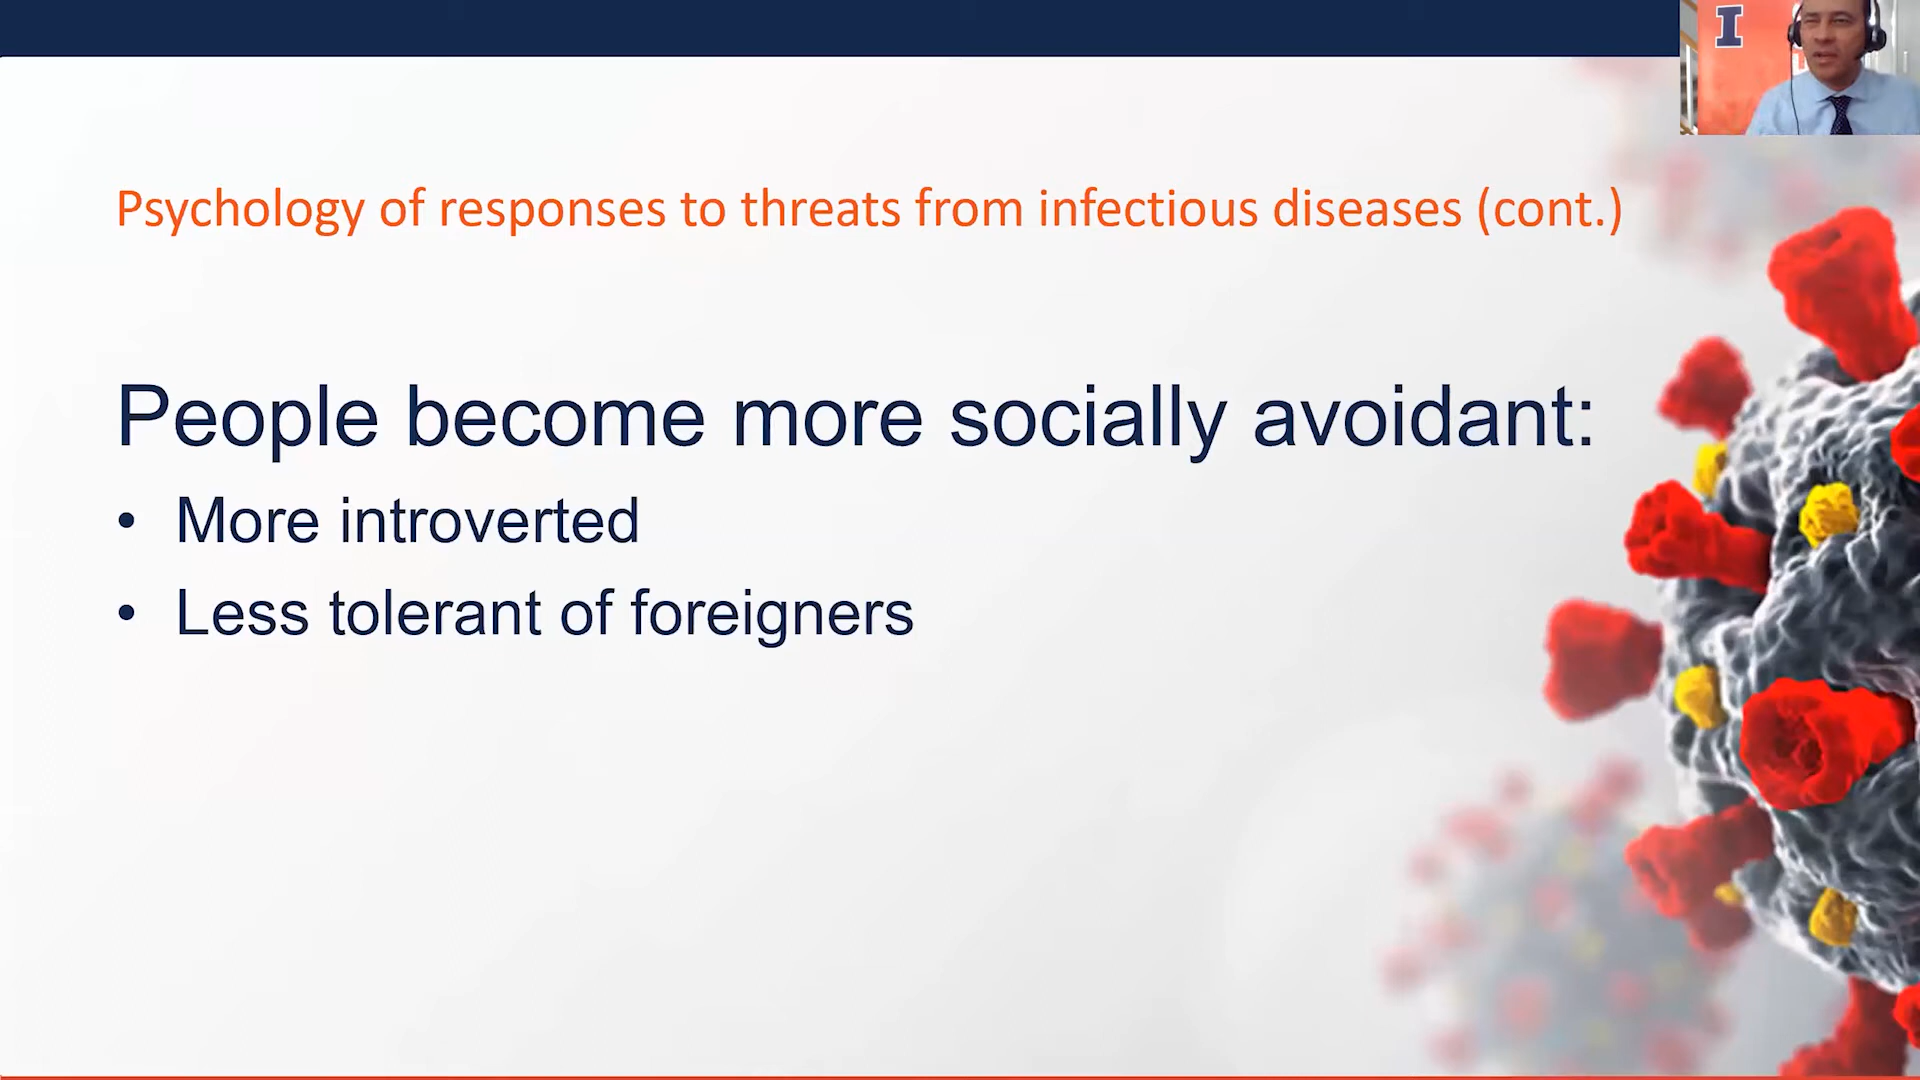 I
Psychology of responses to threats from infectious diseases (cont.)
People become more socially avoidant:
• More introverted
• Less tolerant of foreigners